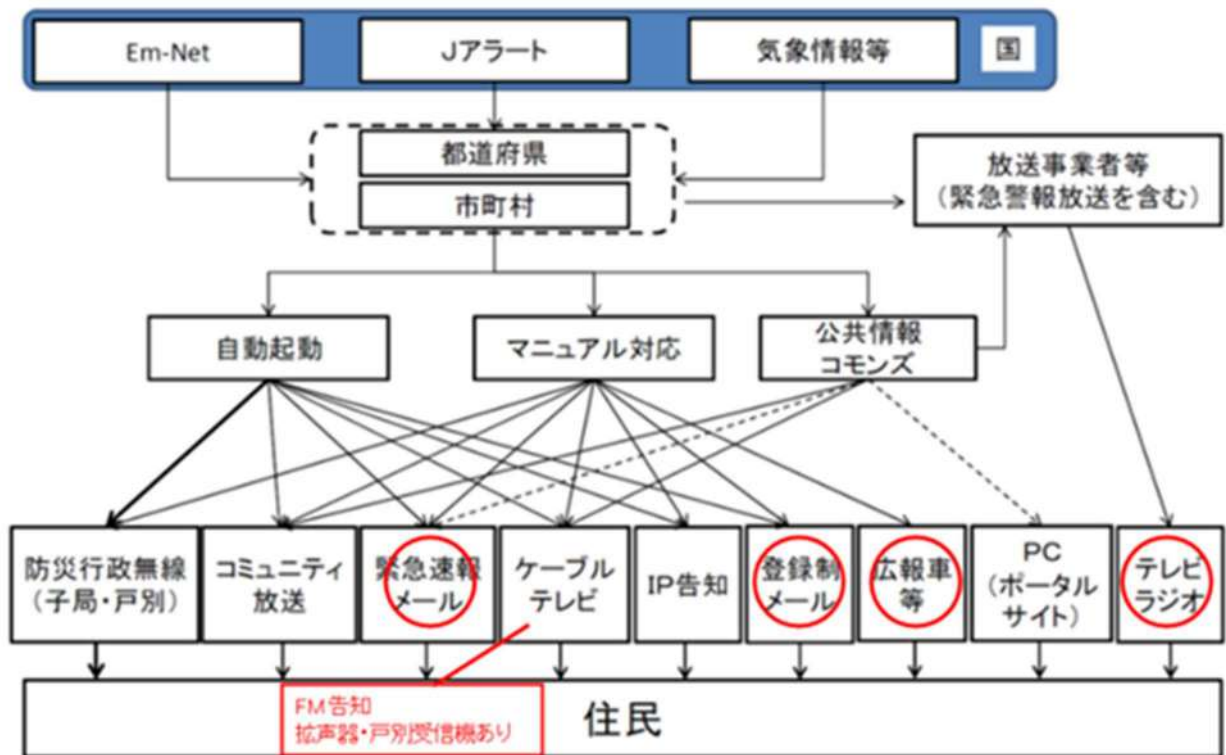 Em-Net
Jアラート
気象情報等
国
都道府県
市町村
放送事業者等
(緊急警報放送を含む)
自動起動
マニュアル対応
公共情報
コモンズ
防災行政無線
(子局・戸別)
コミュニティ
放送
緊急速報
メール
ケーブル
テレビ
IP告知
登録制
メール
広報車
等
PC
(ポータル
サイト)
テレビ
ラジオ
FM告知
拡声器・戸別受信機あり
住民